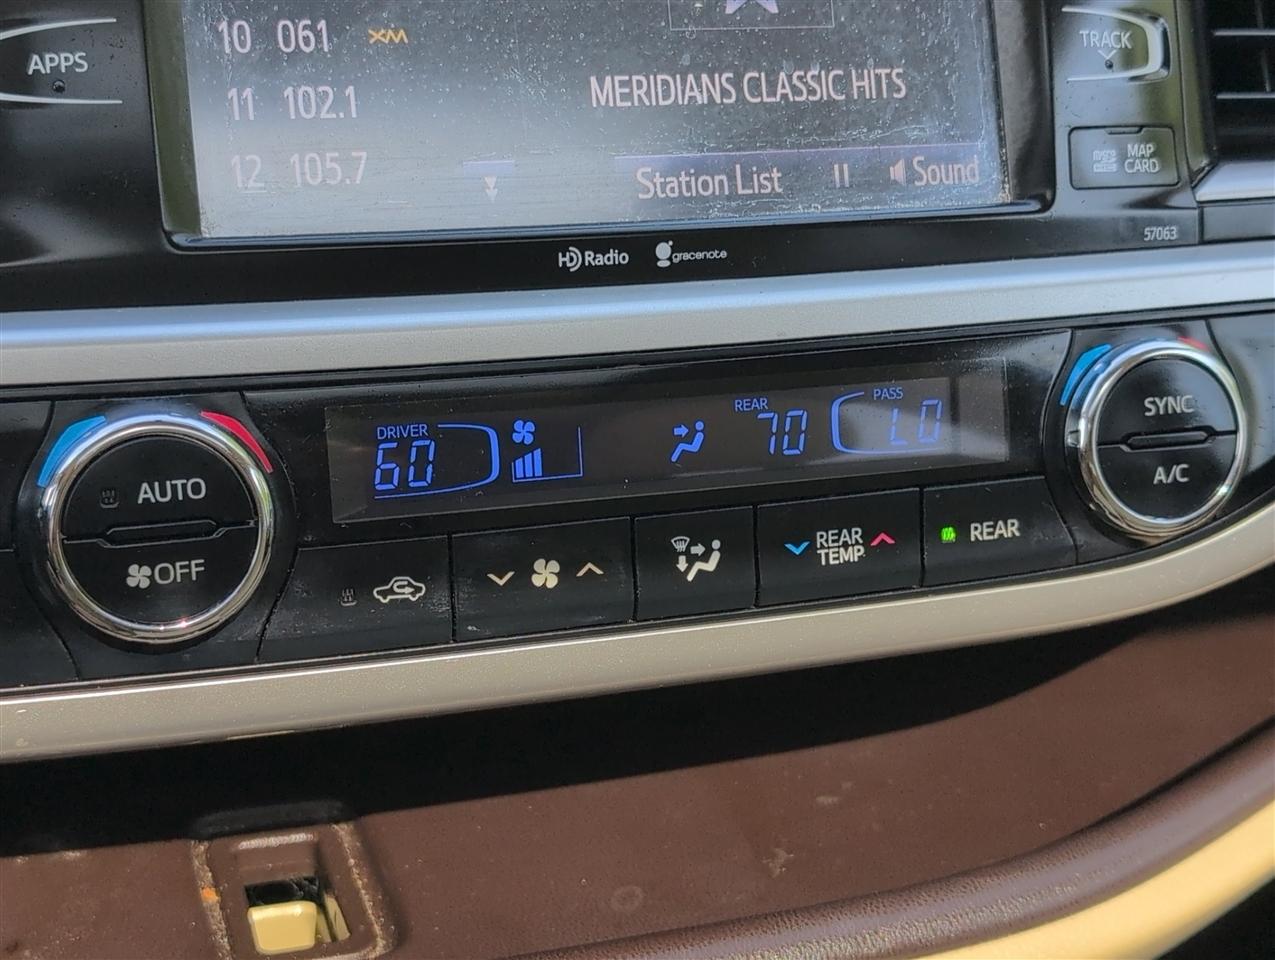 APPS
10 061 XM
11 102.1
12 105.7
MERIDIANS CLASSIC HITS
Station List
Sound
TRACK
micro
MAP
CARD
57063
HD Radio
gracenote
DRIVER
60
REAR
70
PASS
LO
AUTO
OFF
REAR
TEMP
REAR
SYNC
A/C